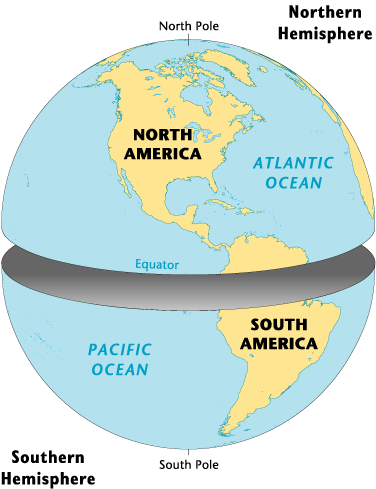 Northern
Hemisphere
North Pole
NORTH
AMERICA
ATLANTIC
OCEAN
Equator
SOUTH
AMERICA
PACIFIC
OCEAN
Southern
Hemisphere
South Pole